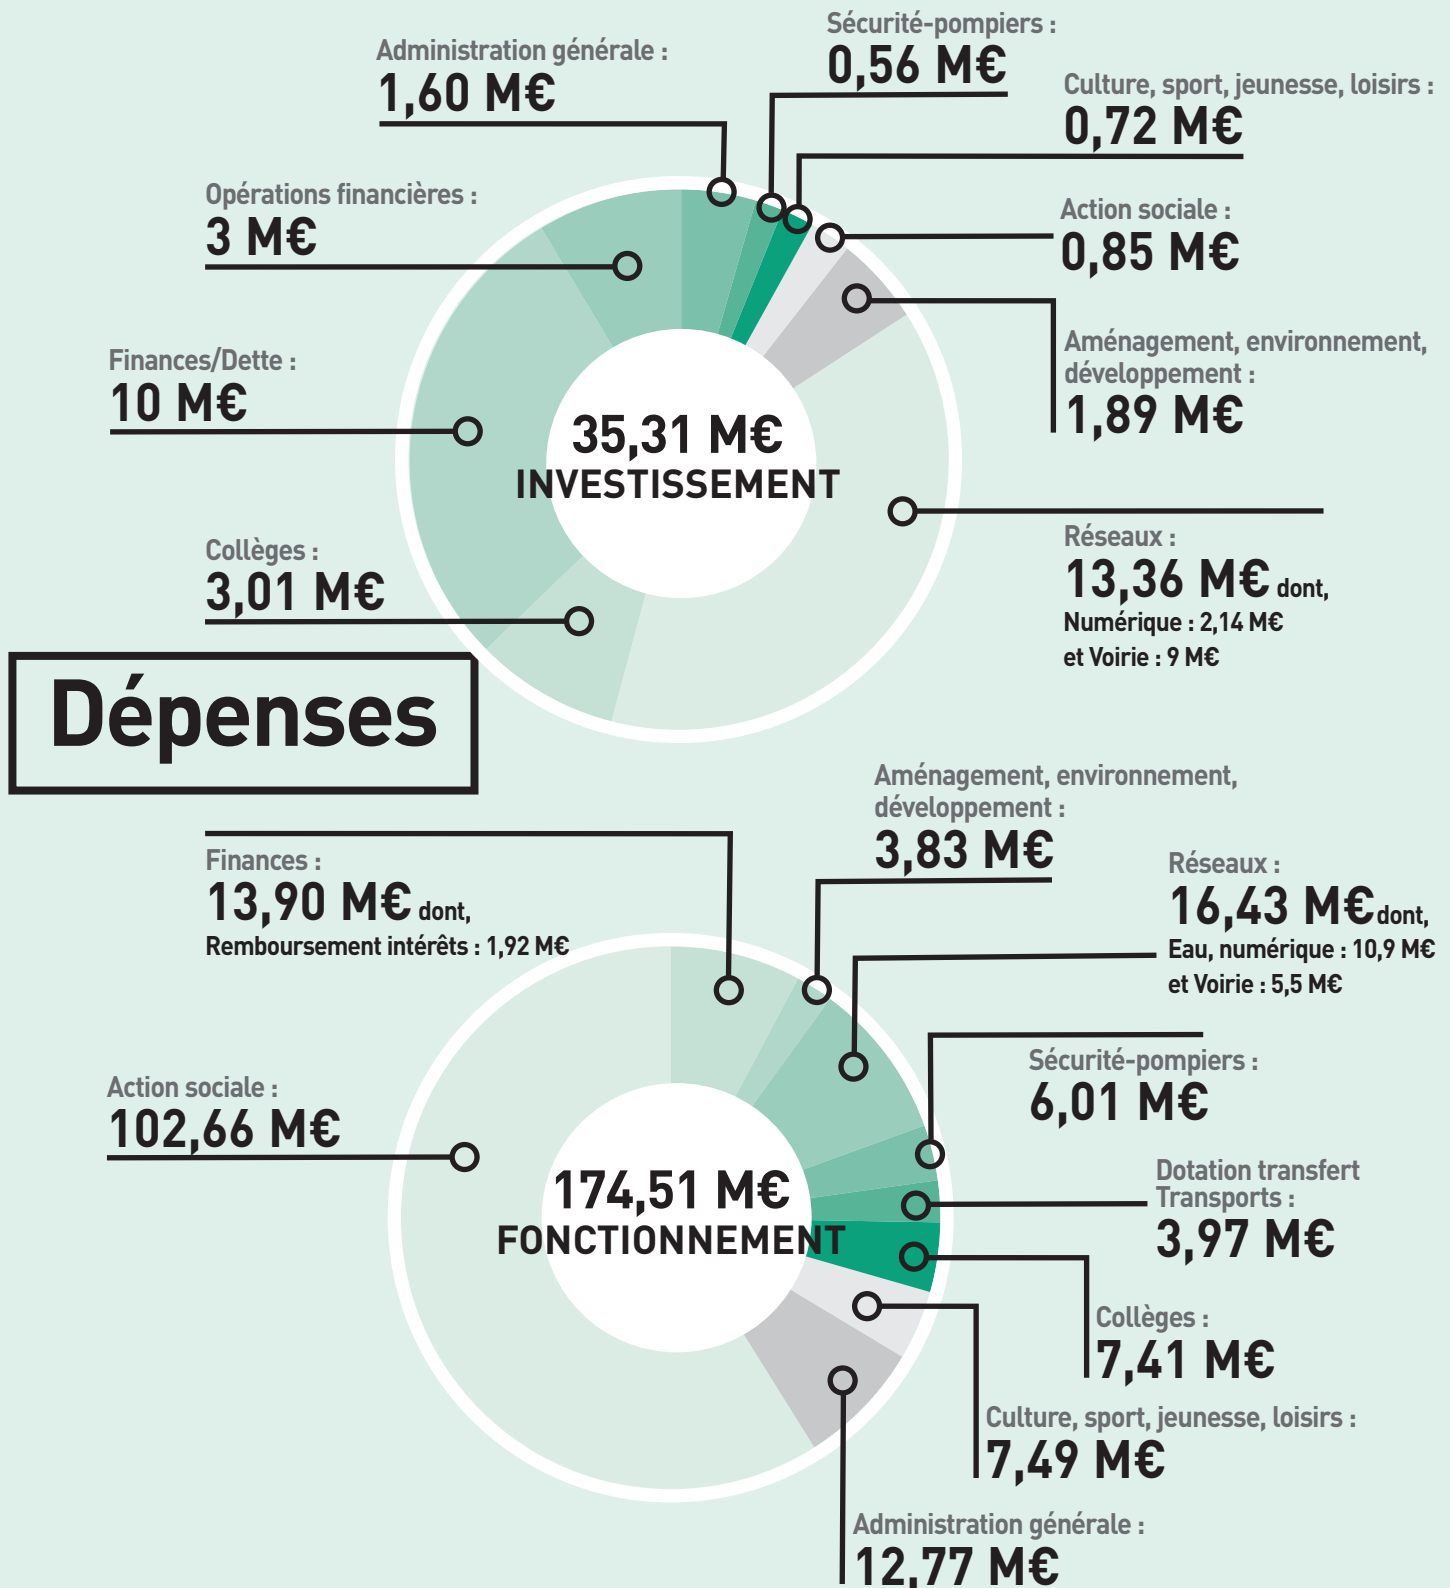 Sécurité-pompiers :
0,56 M€
Administration générale :
1,60 M€
Culture, sport, jeunesse, loisirs :
0,72 M€
Opérations financières :
3 M€
Action sociale :
0,85 M€
Finances/Dette :
10 M€
Aménagement, environnement,
développement :
1,89 M€
35,31 M€
INVESTISSEMENT
Collèges :
3,01 M€
Réseaux :
13,36 M€ dont,
Numérique : 2,14 M€
et Voirie : 9 M€
Dépenses
Aménagement, environnement,
développement :
3,83 M€
Finances :
13,90 M€ dont,
Remboursement intérêts : 1,92 M€
Réseaux :
16,43 M€ dont,
Eau, numérique : 10,9 M€
et Voirie : 5,5 M€
Sécurité-pompiers :
6,01 M€
Action sociale :
102,66 M€
Dotation transfert
Transports :
3,97 M€
174,51 M€
FONCTIONNEMENT
Collèges :
7,41 M€
Culture, sport, jeunesse, loisirs :
7,49 M€
Administration générale :
12,77 M€